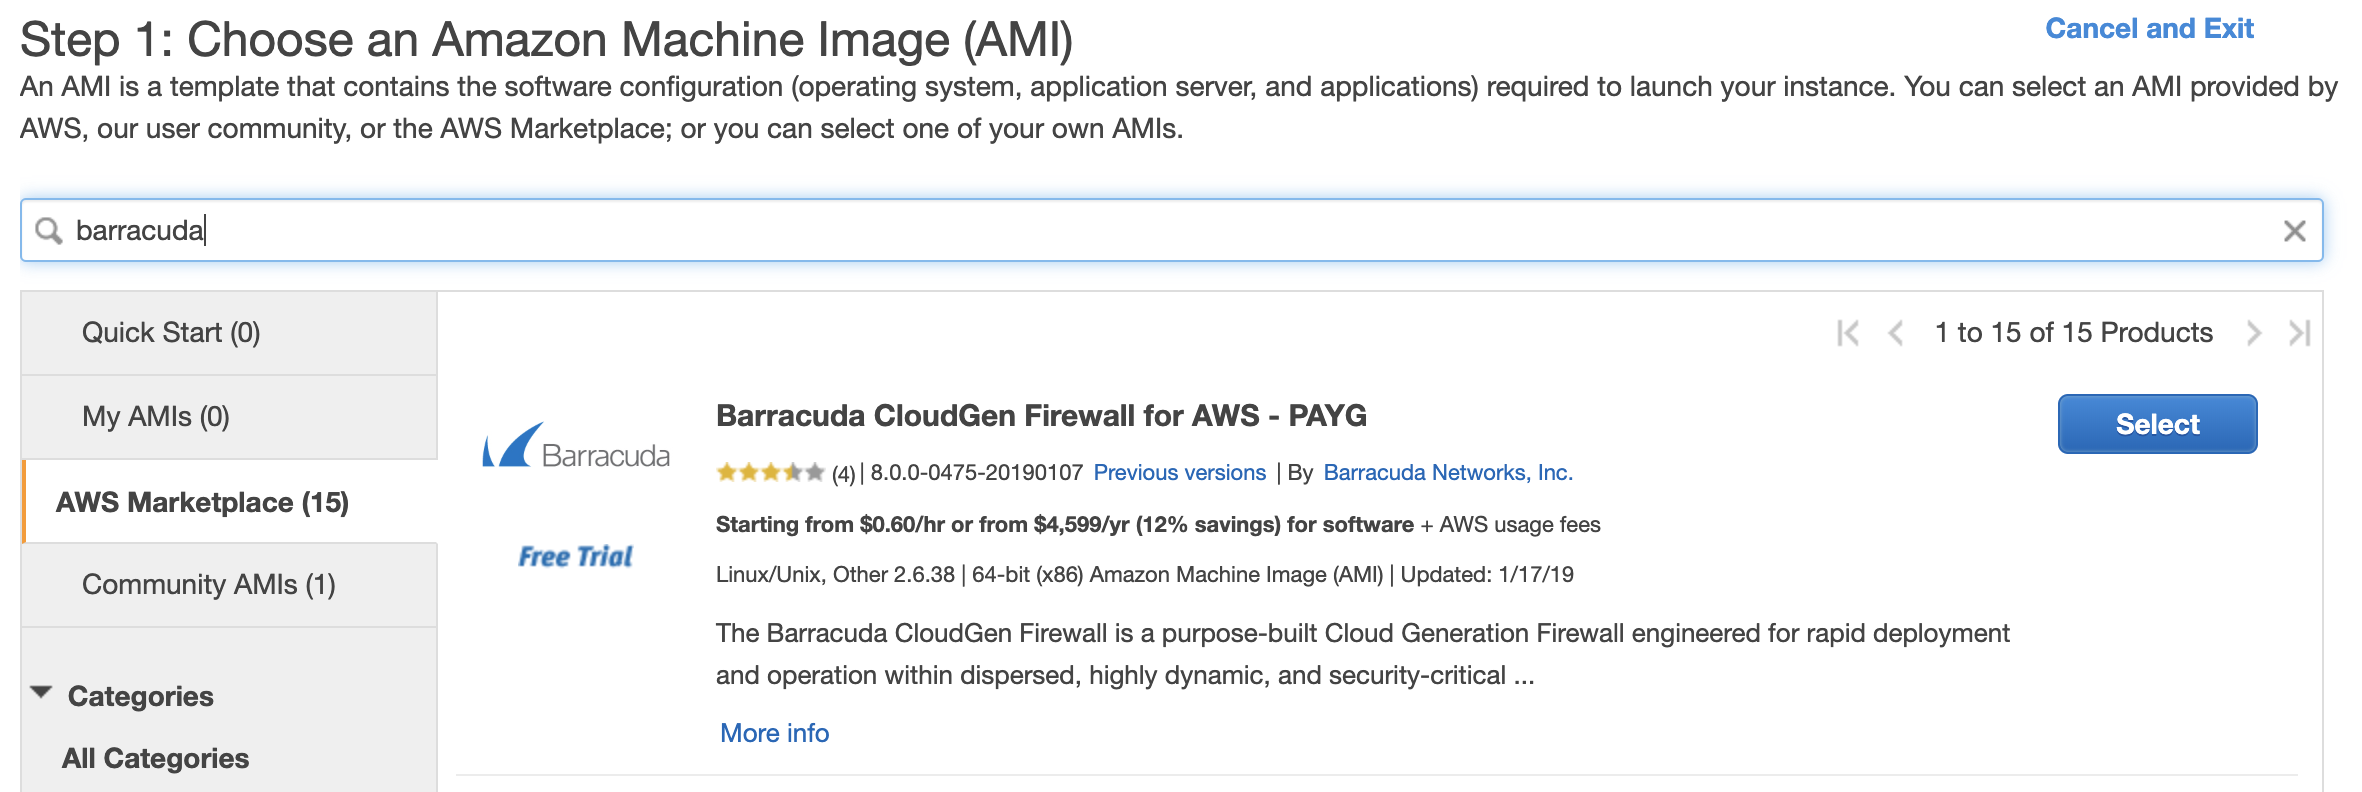 Step 1: Choose an Amazon Machine Image (AMI)
Cancel and Exit
An AMI is a template that contains the software configuration (operating system, application server, and applications) required to launch your instance. You can select an AMI provided by
AWS, our user community, or the AWS Marketplace; or you can select one of your own AMIs.
barracuda
Quick Start (0)
My AMIs (0)
AWS Marketplace (15)
Community AMIs (1)
Categories
All Categories
1 to 15 of 15 Products
Barracuda
Free Trial
Barracuda CloudGen Firewall for AWS - PAYG
Select
(4) | 8.0.0-0475-20190107 Previous versions | By Barracuda Networks, Inc.
Starting from $0.60/hr or from $4,599/yr (12% savings) for software + AWS usage fees
Linux/Unix, Other 2.6.38 | 64-bit (x86) Amazon Machine Image (AMI) | Updated: 1/17/19
The Barracuda CloudGen Firewall is a purpose-built Cloud Generation Firewall engineered for rapid deployment
and operation within dispersed, highly dynamic, and security-critical ...
More info